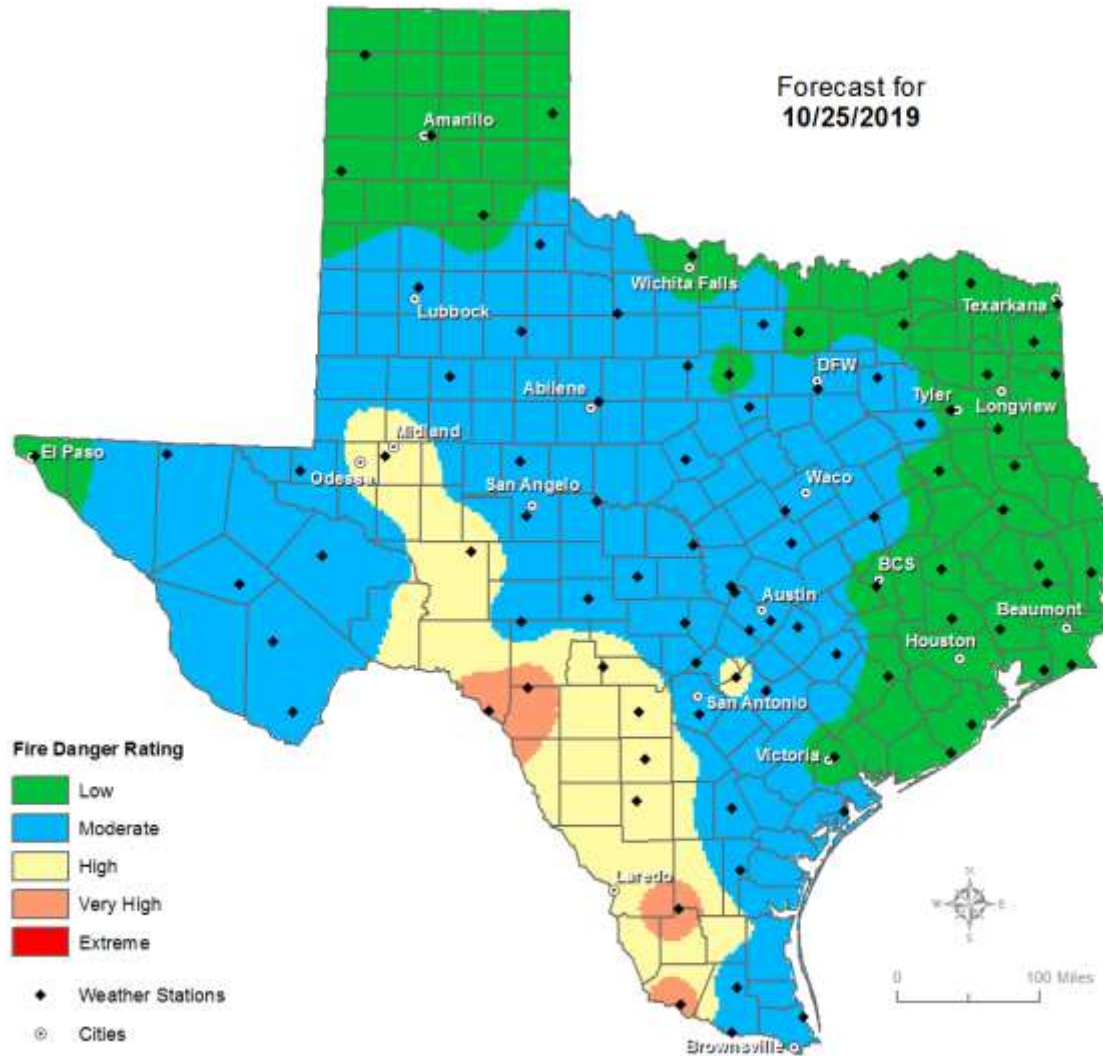 Forecast for
10/25/2019
Amarillo
Wichita Falls
Texarkana
Lubbock
DFW
Abilene
Tyler
Longview
Midland
El Paso
Odessa
San Angelo
Waco
BCS
Austin
Beaumont
Houston
San Antonio
Victoria
Fire Danger Rating
Low
Moderate
High
Very High
Extreme
Laredo
N
W E
S
0 100 Miles
Weather Stations
Cities
Brownsville